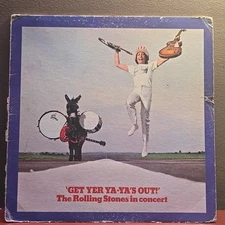 'GET YER YA-YA'S OUT!'
The Rolling Stones in concert